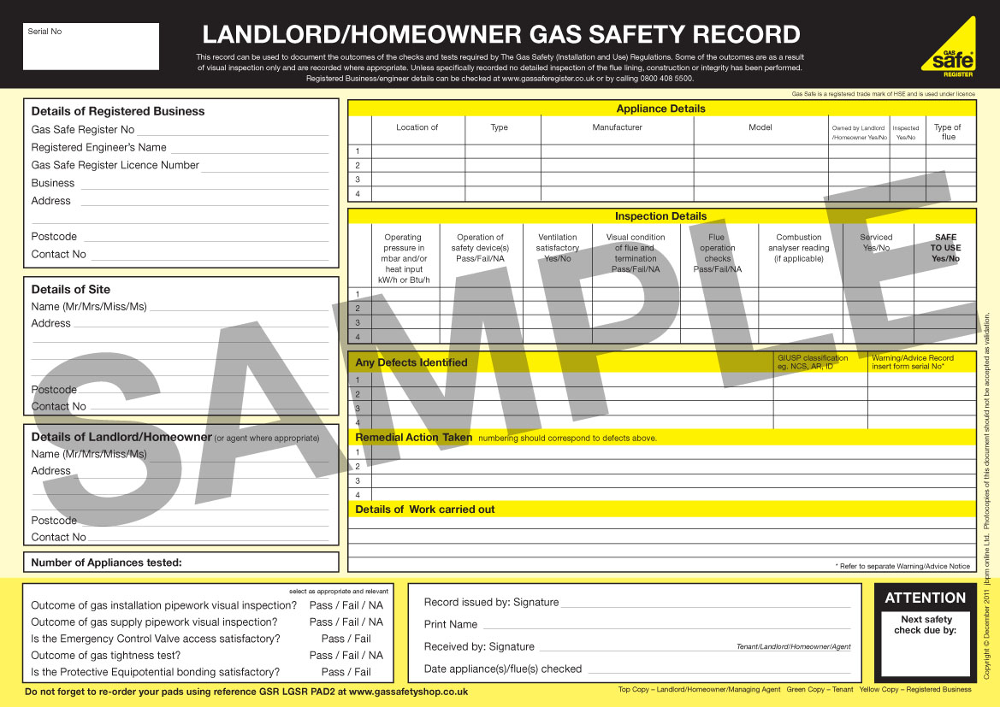 Serial No
LANDLORD/HOMEOWNER GAS SAFETY RECORD
This record can be used to document the outcomes of the checks and tests required by The Gas Safety (Installation and Use) Regulations. Some of the outcomes are as a result
of visual inspection only and are recorded where appropriate. Unless specifically recorded no detailed inspection of the flue lining, construction or integrity has been performed.
Registered Business/engineer details can be checked at www.gassaferegister.co.uk or by calling 0800 408 5500.
GAS
safe
REGISTER
Gas Safe is a registered trade mark of HSE and is used under licence
Details of Registered Business
Gas Safe Register No
Registered Engineer's Name
Gas Safe Register Licence Number
Business
Address
Postcode
Contact No
Details of Site
Name (Mr/Mrs/Miss/Ms)
Address
Postcode
Contact No
Details of Landlord/Homeowner (or agent where appropriate)
Name (Mr/Mrs/Miss/Ms)
Address
Postcode
Contact No
Number of Appliances tested:
Appliance Details
Location of Type Manufacturer Model Owned by Landlord Inspected Type of
/Homeowner Yes/No Yes/No flue
1
2
3
4
Inspection Details
Operating Operation of Ventilation Visual condition Flue Combustion Serviced SAFE
pressure in safety device(s) satisfactory of flue and operation analyser reading Yes/No TO USE
mbar and/or Pass/Fail/NA Yes/No termination checks (if applicable) Yes/No
heat input Pass/Fail/NA Pass/Fail/NA
kW/h or Btu/h
1
2
3
4
Any Defects Identified
GIUSP classification Warning/Advice Record
eg. NCS, AR, ID insert form serial No*
1
2
3
4
Remedial Action Taken numbering should correspond to defects above.
1
2
3
4
Details of Work carried out
* Refer to separate Warning/Advice Notice
SAMPLE
select as appropriate and relevant
Outcome of gas installation pipework visual inspection? Pass / Fail / NA
Outcome of gas supply pipework visual inspection? Pass / Fail / NA
Is the Emergency Control Valve access satisfactory? Pass / Fail
Outcome of gas tightness test? Pass / Fail / NA
Is the Protective Equipotential bonding satisfactory? Pass / Fail
Record issued by: Signature
Print Name
Received by: Signature Tenant/Landlord/Homeowner/Agent
Date appliance(s)/flue(s) checked
ATTENTION
Next safety
check due by:
Do not forget to re-order your pads using reference GSR LGSR PAD2 at www.gassafetyshop.co.uk
Top Copy – Landlord/Homeowner/Managing Agent Green Copy – Tenant Yellow Copy – Registered Business
Copyright © December 2011 jbpm online Ltd. Photocopies of this document should not be accepted as validation.